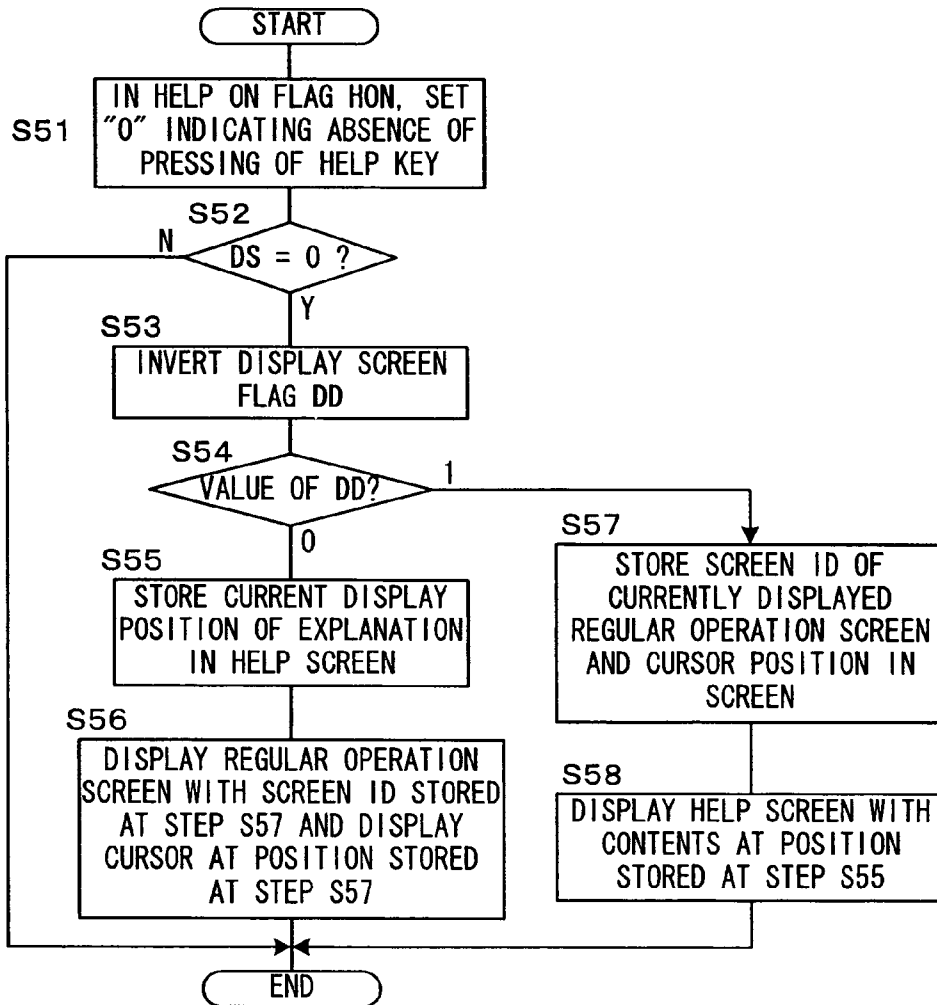 START
S51
IN HELP ON FLAG HON, SET
"0" INDICATING ABSENCE OF
PRESSING OF HELP KEY
S52
N
DS = 0 ?
Y
S53
INVERT DISPLAY SCREEN
FLAG DD
S54
VALUE OF DD?
1
0
S55
STORE CURRENT DISPLAY
POSITION OF EXPLANATION
IN HELP SCREEN
S56
DISPLAY REGULAR OPERATION
SCREEN WITH SCREEN ID STORED
AT STEP S57 AND DISPLAY
CURSOR AT POSITION STORED
AT STEP S57
S57
STORE SCREEN ID OF
CURRENTLY DISPLAYED
REGULAR OPERATION SCREEN
AND CURSOR POSITION IN
SCREEN
S58
DISPLAY HELP SCREEN WITH
CONTENTS AT POSITION
STORED AT STEP S55
END